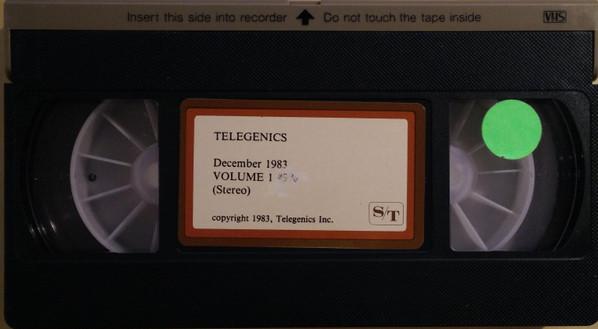 Insert this side into recorder Do not touch the tape inside VHS
TELEGENICS
December 1983
VOLUME 1
(Stereo)
copyright 1983, Telegenics Inc.
S/T